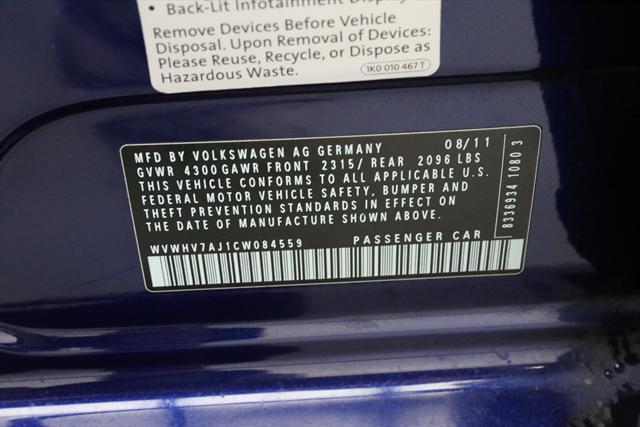 • Back-Lit Infotainment Display
Remove Devices Before Vehicle
Disposal. Upon Removal of Devices:
Please Reuse, Recycle, or Dispose as
Hazardous Waste.
1K0 010 467 T
MFD BY VOLKSWAGEN AG GERMANY 08/11
GVWR 4300GAWR FRONT 2315/ REAR 2096 LBS
THIS VEHICLE CONFORMS TO ALL APPLICABLE U.S.
FEDERAL MOTOR VEHICLE SAFETY, BUMPER AND
THEFT PREVENTION STANDARDS IN EFFECT ON
THE DATE OF MANUFACTURE SHOWN ABOVE.
WVWHV7AJ1CW084559 PASSENGER CAR
8336934 1080 3